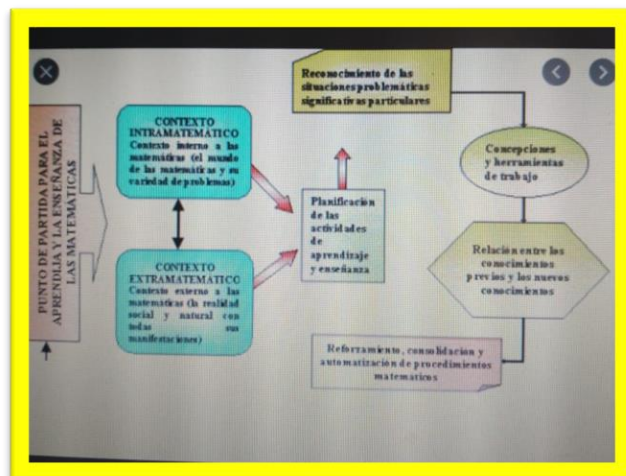 PUNTO DE PARTIDA PARA EL
APRENDIJA Y LA ENSEÑANZA DE
LAS MATEMÁTICAS
CONTEXTO
INTRAMATEMÁTICO
Contexto interno a las
matemáticas (el mundo
de las matemáticas y su
variedad de problemas)
CONTEXTO
EXTRAMATEMÁTICO
Contexto externo a las
matemáticas (la realidad
social y natural con
todas sus
manifestaciones)
Planificación
de las
actividades
de
aprendizaje
y enseñanza
Reconocimiento de las
situaciones problemáticas
significativas particulares
Concepciones
y herramientas
de trabajo
Relación entre los
conocimientos
previos y los nuevos
conocimientos
Reforzamiento, consolidación y
automatización de procedimientos
matemáticos